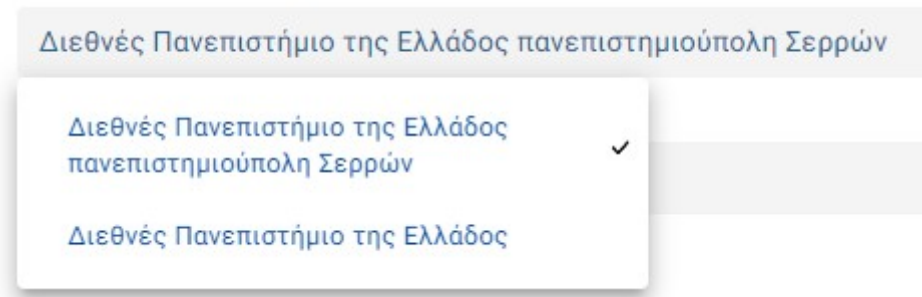 Διεθνές Πανεπιστήμιο της Ελλάδος πανεπιστημιούπολη Σερρών
Διεθνές Πανεπιστήμιο της Ελλάδος
πανεπιστημιούπολη Σερρών
Διεθνές Πανεπιστήμιο της Ελλάδος